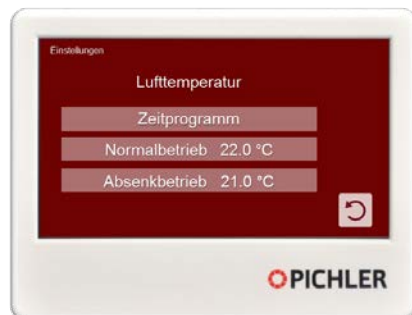 Einstellungen
Lufttemperatur
Zeitprogramm
Normalbetrieb 22.0 °C
Absenkbetrieb 21.0 °C
PICHLER